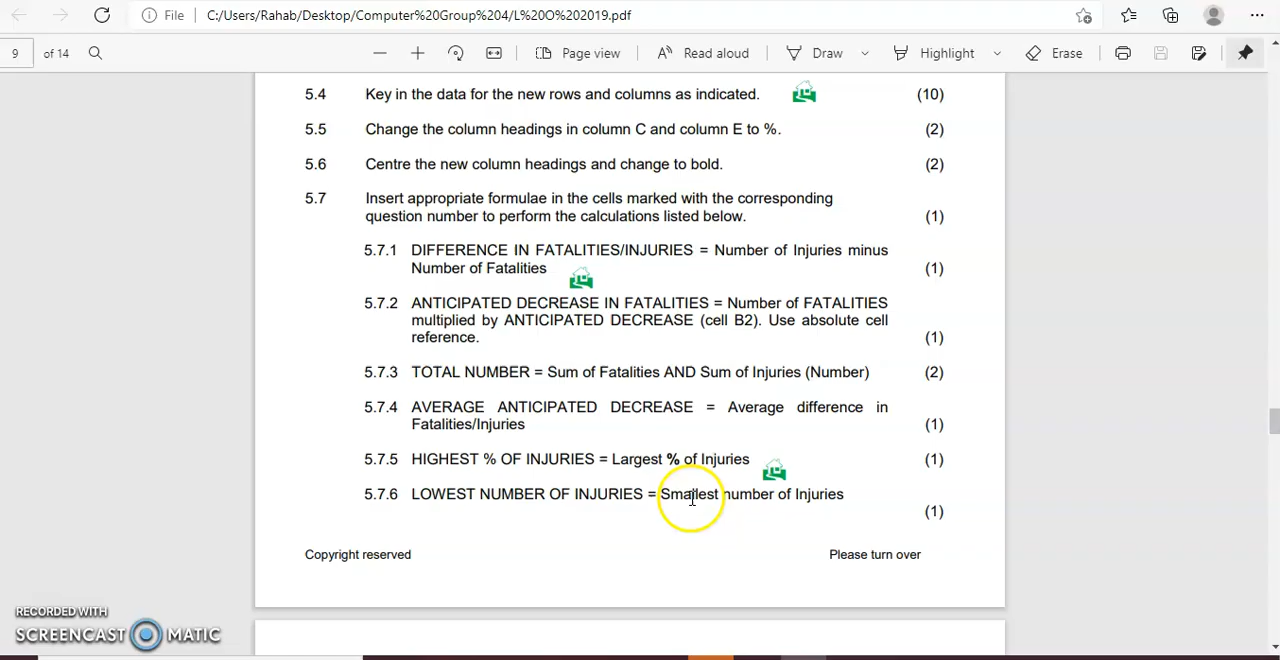 File C:/Users/Rahab/Desktop/Computer%20Group%204/L%20O%202019.pdf
9 of 14 Page view Read aloud Draw Highlight Erase
5.4 Key in the data for the new rows and columns as indicated. (10)
5.5 Change the column headings in column C and column E to %. (2)
5.6 Centre the new column headings and change to bold. (2)
5.7 Insert appropriate formulae in the cells marked with the corresponding
question number to perform the calculations listed below. (1)
5.7.1 DIFFERENCE IN FATALITIES/INJURIES = Number of Injuries minus
Number of Fatalities (1)
5.7.2 ANTICIPATED DECREASE IN FATALITIES = Number of FATALITIES
multiplied by ANTICIPATED DECREASE (cell B2). Use absolute cell
reference. (1)
5.7.3 TOTAL NUMBER = Sum of Fatalities AND Sum of Injuries (Number) (2)
5.7.4 AVERAGE ANTICIPATED DECREASE = Average difference in
Fatalities/Injuries (1)
5.7.5 HIGHEST % OF INJURIES = Largest % of Injuries (1)
5.7.6 LOWEST NUMBER OF INJURIES = Smallest number of Injuries
(1)
Copyright reserved Please turn over
RECORDED WITH
SCREENCAST MATIC